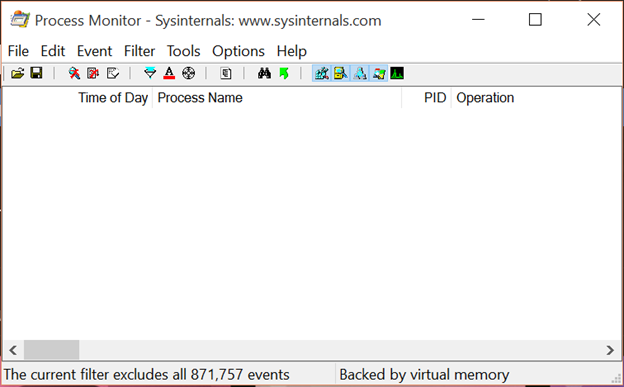 Process Monitor - Sysinternals: www.sysinternals.com
File Edit Event Filter Tools Options Help
Time of Day Process Name PID Operation
The current filter excludes all 871,757 events Backed by virtual memory